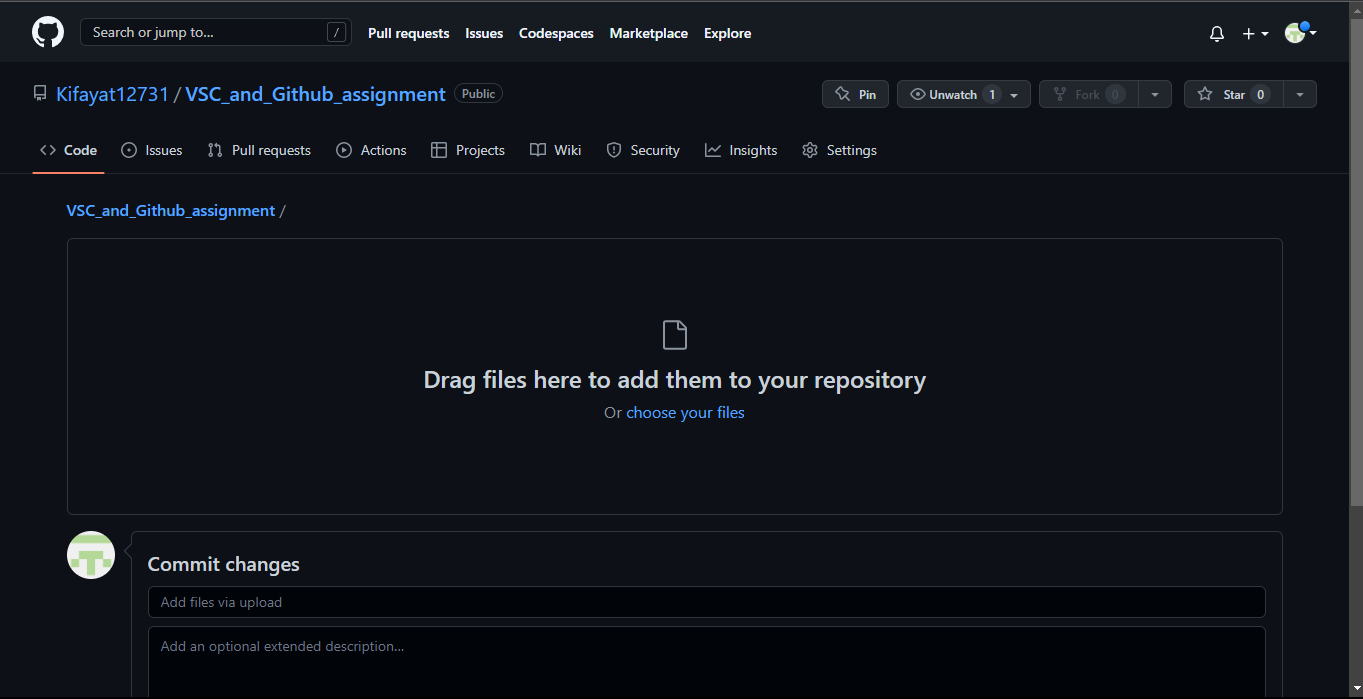 Search or jump to... / Pull requests Issues Codespaces Marketplace Explore
Kifayat12731 / VSC_and_Github_assignment Public Pin Unwatch 1 Fork 0 Star 0
Code Issues Pull requests Actions Projects Wiki Security Insights Settings
VSC_and_Github_assignment /
Drag files here to add them to your repository
Or choose your files
Commit changes
Add files via upload
Add an optional extended description...